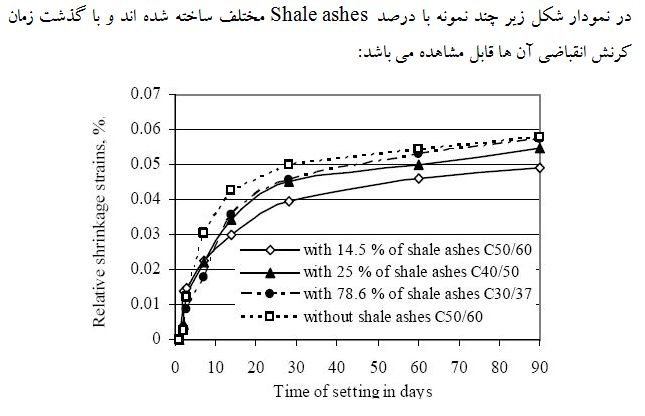 در نمودار شکل زیر چند نمونه با درصد Shale ashes مختلف ساخته شده اند و با گذشت زمان
کرنش انقباضی آن ها قابل مشاهده می باشد:
0.07
0.06
0.05
0.04
0.03
0.02
0.01
0
Relative shrinkage strains, %.
with 14.5 % of shale ashes C50/60
with 25 % of shale ashes C40/50
with 78.6 % of shale ashes C30/37
without shale ashes C50/60
0 10 20 30 40 50 60 70 80 90
Time of setting in days